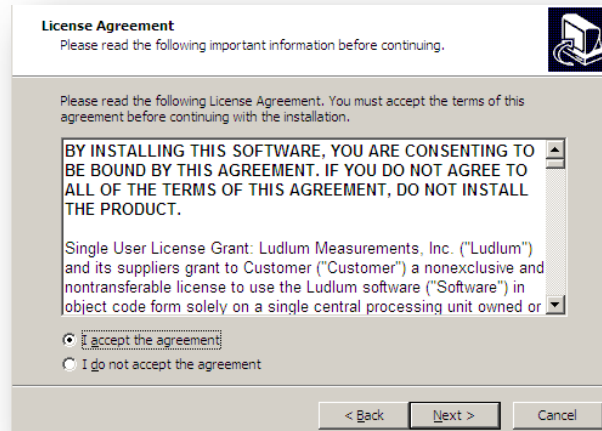 License Agreement
Please read the following important information before continuing.
Please read the following License Agreement. You must accept the terms of this
agreement before continuing with the installation.
BY INSTALLING THIS SOFTWARE, YOU ARE CONSENTING TO
BE BOUND BY THIS AGREEMENT. IF YOU DO NOT AGREE TO
ALL OF THE TERMS OF THIS AGREEMENT, DO NOT INSTALL
THE PRODUCT.
Single User License Grant: Ludlum Measurements, Inc. ("Ludlum")
and its suppliers grant to Customer ("Customer") a nonexclusive and
nontransferable license to use the Ludlum software ("Software") in
object code form solely on a single central processing unit owned or
I accept the agreement
I do not accept the agreement
< Back Next > Cancel